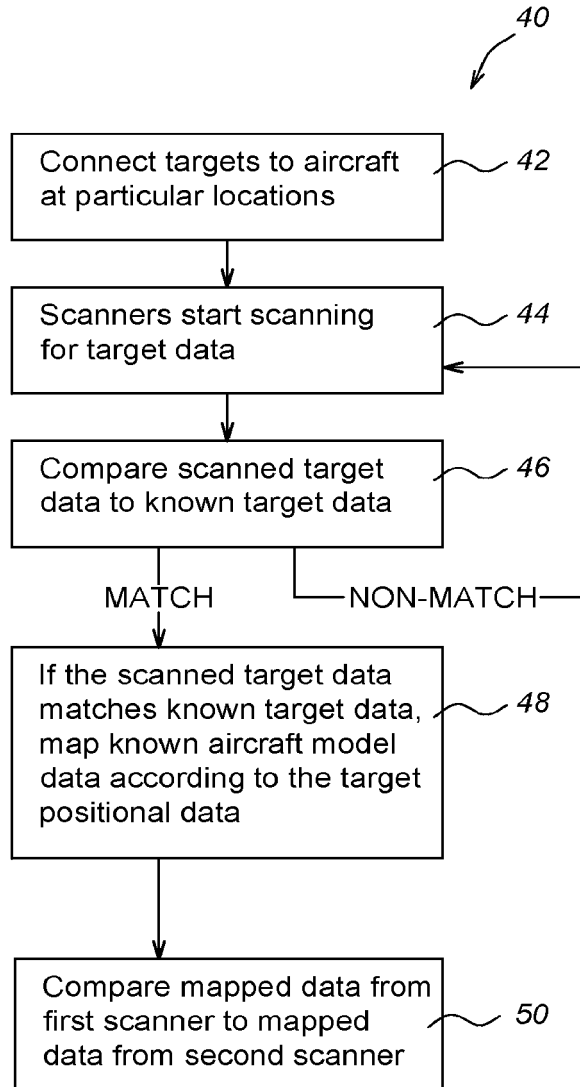 40
Connect targets to aircraft
at particular locations
42
Scanners start scanning
for target data
44
Compare scanned target
data to known target data
46
MATCH
NON-MATCH
If the scanned target data
matches known target data,
map known aircraft model
data according to the target
positional data
48
Compare mapped data from
first scanner to mapped
data from second scanner
50